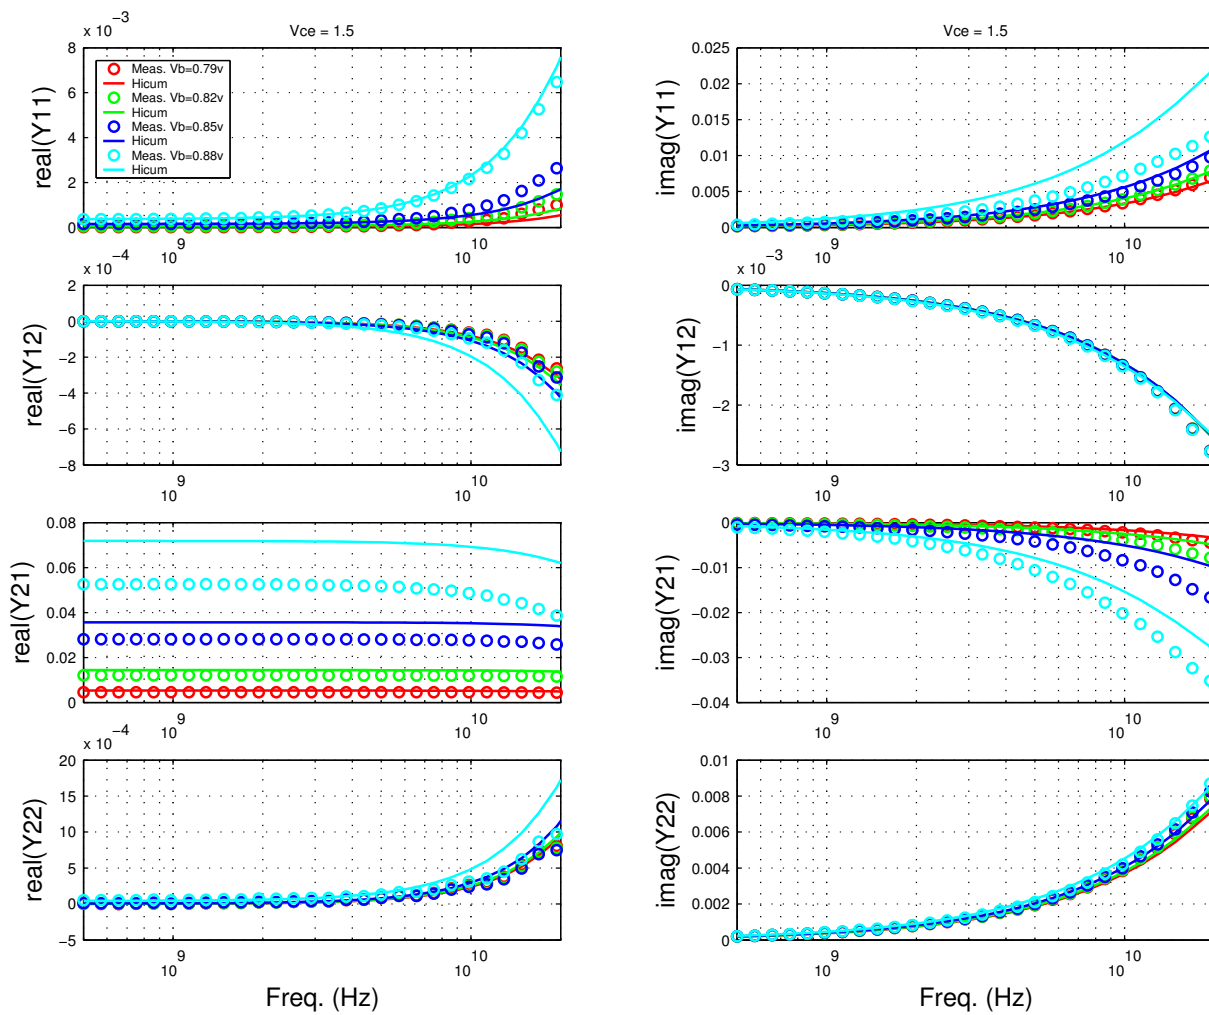 x 10^-3
Vce = 1.5
8
6
4
2
0
real(Y11)
Meas. Vb=0.79v
Hicum
Meas. Vb=0.82v
Hicum
Meas. Vb=0.85v
Hicum
Meas. Vb=0.88v
Hicum
10^9
10^10
Vce = 1.5
0.025
0.02
0.015
0.01
0.005
0
imag(Y11)
10^9
10^10
x 10^-4
2
0
−2
−4
−6
−8
real(Y12)
10^9
10^10
x 10^-3
0
−1
−2
−3
imag(Y12)
10^9
10^10
0.08
0.06
0.04
0.02
0
real(Y21)
10^9
10^10
0
−0.01
−0.02
−0.03
−0.04
imag(Y21)
10^9
10^10
x 10^-4
20
15
10
5
0
−5
real(Y22)
10^9
10^10
Freq. (Hz)
0.01
0.008
0.006
0.004
0.002
0
imag(Y22)
10^9
10^10
Freq. (Hz)